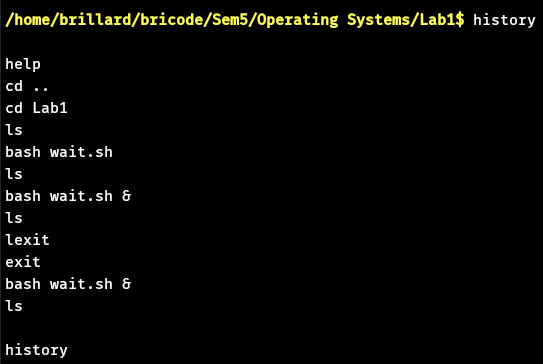 /home/brillard/bricode/Sem5/Operating Systems/Lab1$ history
help
cd ..
cd Lab1
ls
bash wait.sh
ls
bash wait.sh &
ls
lexit
exit
bash wait.sh &
ls
history